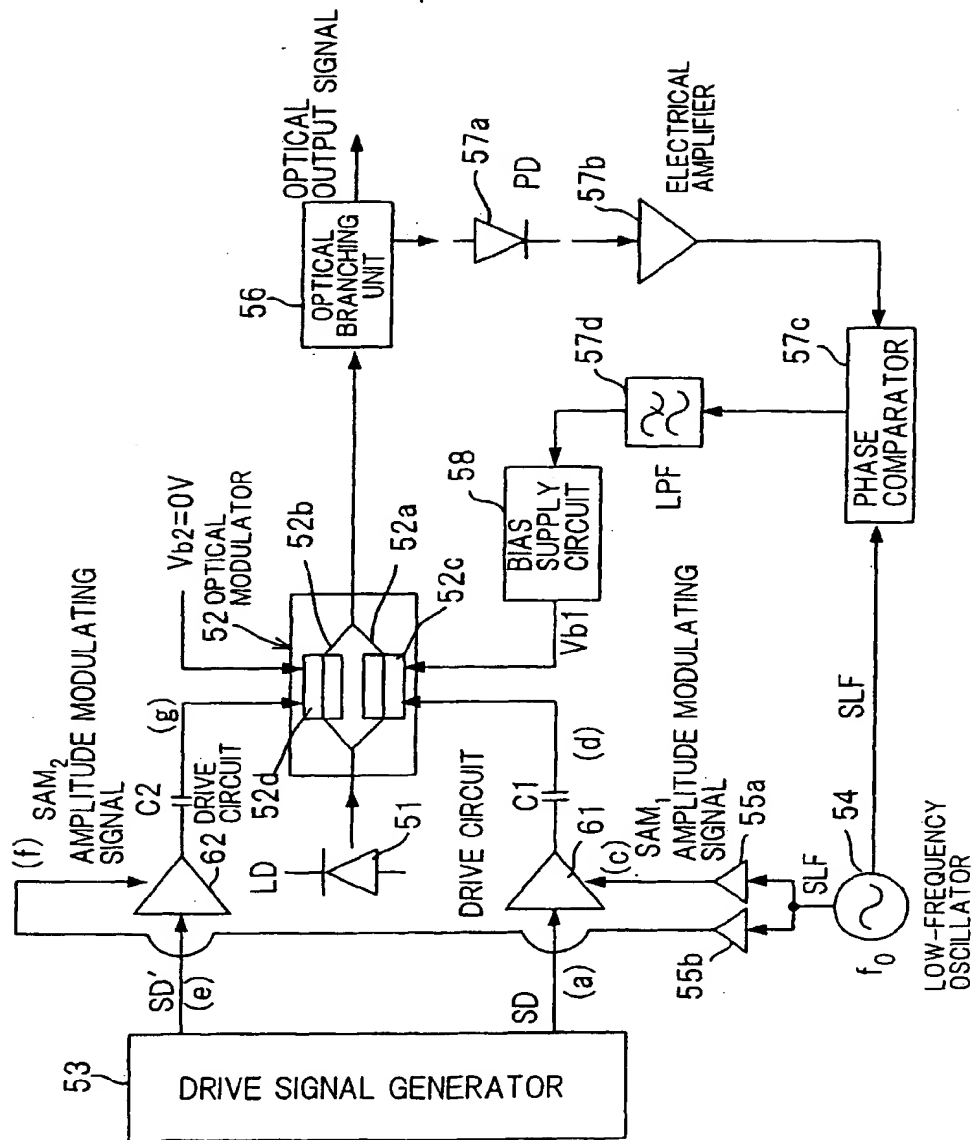 53
DRIVE SIGNAL GENERATOR
SD'
(e)
SD
(a)
(f)
SAM2
AMPLITUDE MODULATING
SIGNAL
62 DRIVE
CIRCUIT
C2
(g)
Vb2=0V
52 OPTICAL
MODULATOR
52b
52a
52c
52d
LD
51
DRIVE CIRCUIT
C1
(d)
61
(c)
SAM1
AMPLITUDE MODULATING
SIGNAL
55a
55b
SLF
54
f0
LOW-FREQUENCY
OSCILLATOR
SLF
Vb1
58
BIAS
SUPPLY
CIRCUIT
57d
LPF
57c
PHASE
COMPARATOR
56
OPTICAL
BRANCHING
UNIT
OPTICAL
OUTPUT SIGNAL
57a
PD
57b
ELECTRICAL
AMPLIFIER